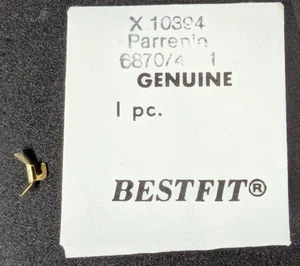 X 10394
Parrenin
6870/4 1
GENUINE
1 pc.
BESTFIT®